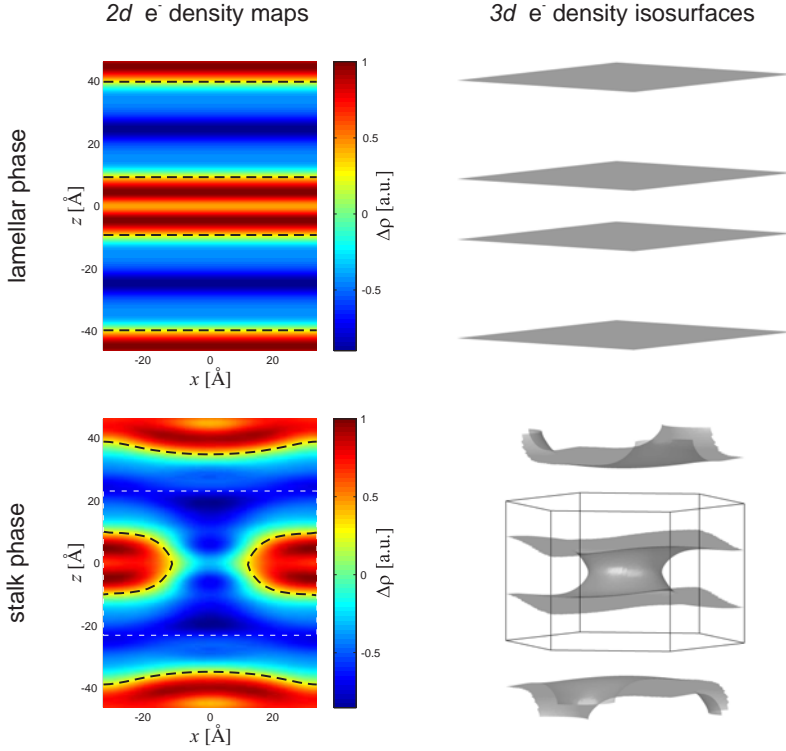 2d e⁻ density maps
3d e⁻ density isosurfaces
lamellar phase
z [Å]
40
20
0
-20
-40
-20
0
20
x [Å]
1
0.5
0
-0.5
Δρ [a.u.]
stalk phase
z [Å]
40
20
0
-20
-40
-20
0
20
x [Å]
1
0.5
0
-0.5
Δρ [a.u.]